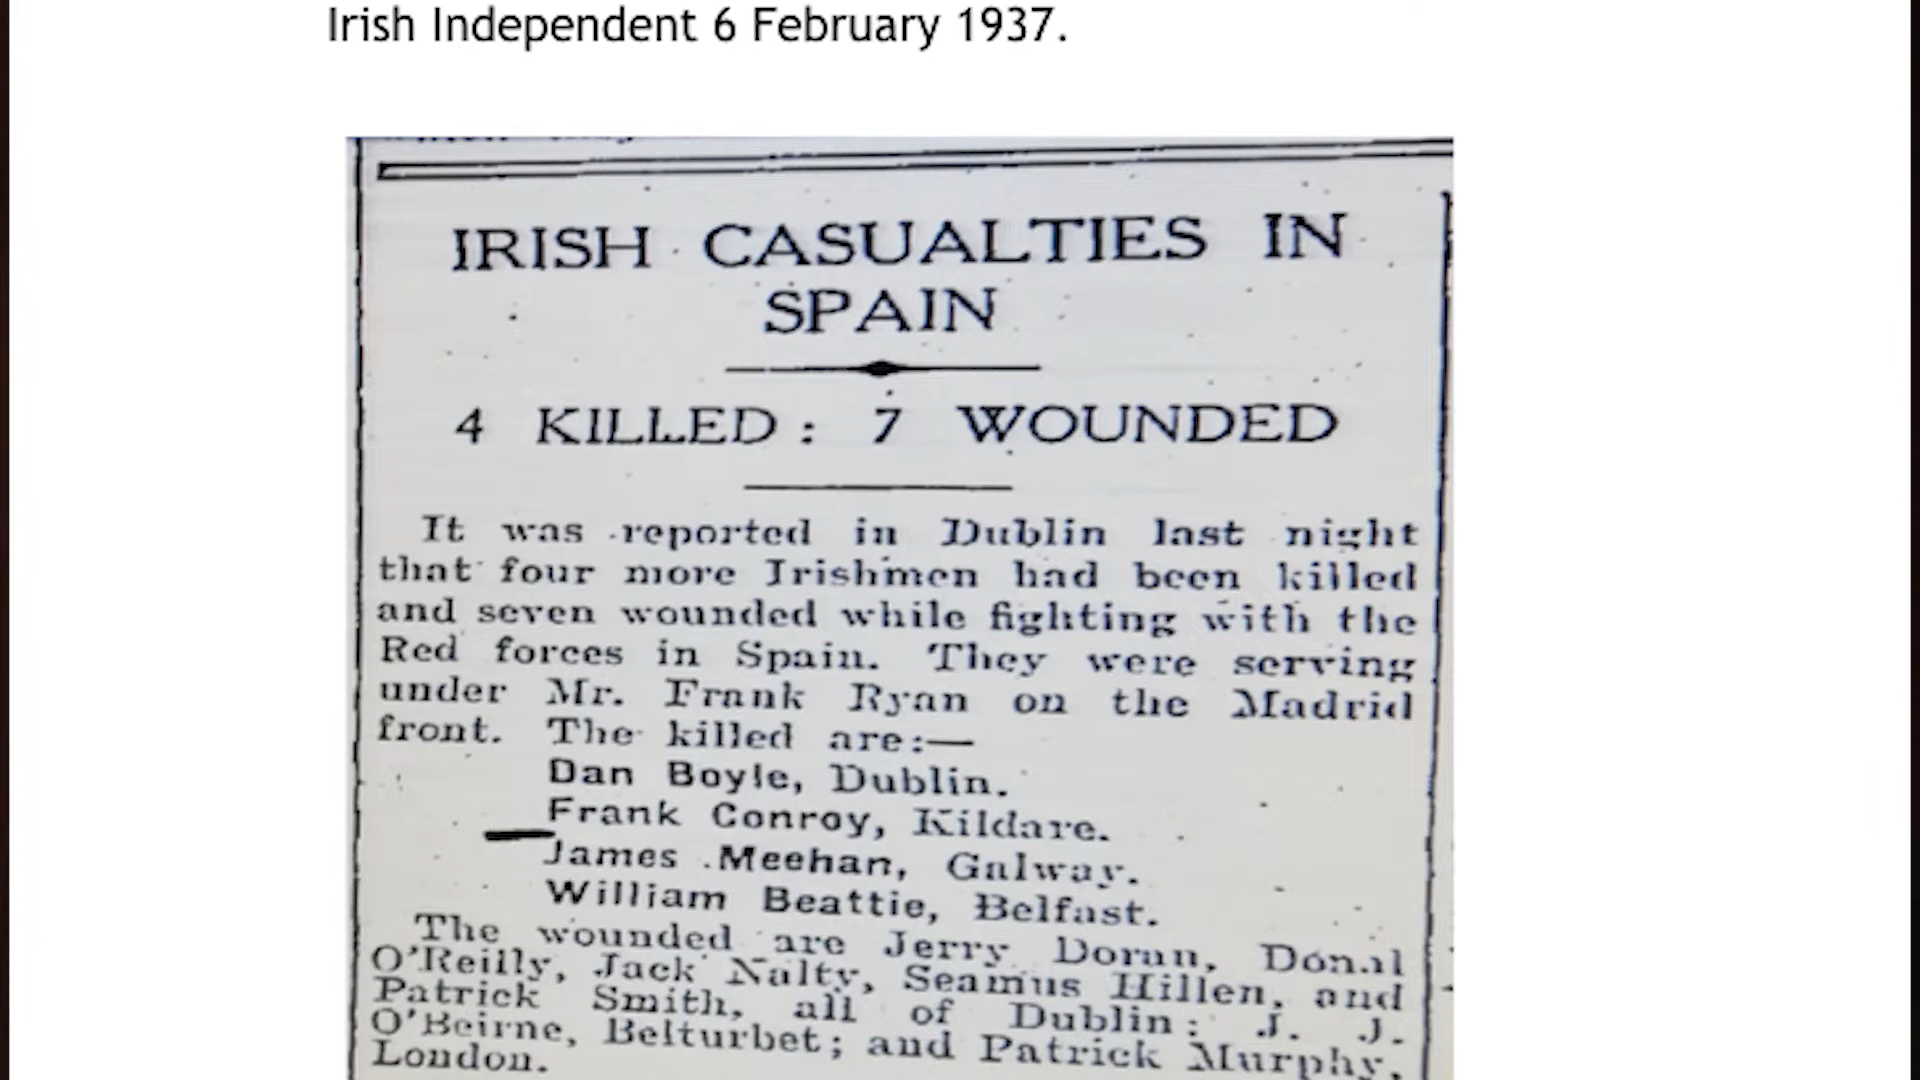 Irish Independent 6 February 1937.
IRISH CASUALTIES IN
SPAIN
4 KILLED: 7 WOUNDED
It was reported in Dublin last night
that four more Irishmen had been killed
and seven wounded while fighting with the
Red forces in Spain. They were serving
under Mr. Frank Ryan on the Madrid
front. The killed are:—
Dan Boyle, Dublin.
Frank Conroy, Kildare.
James Meehan, Galway.
William Beattie, Belfast.
The wounded are Jerry Doran, Donal
O'Reilly, Jack Nalty, Seamus Hillen, and
Patrick Smith, all of Dublin: J. J.
O'Beirne, Belturbet; and Patrick Murphy,
London.